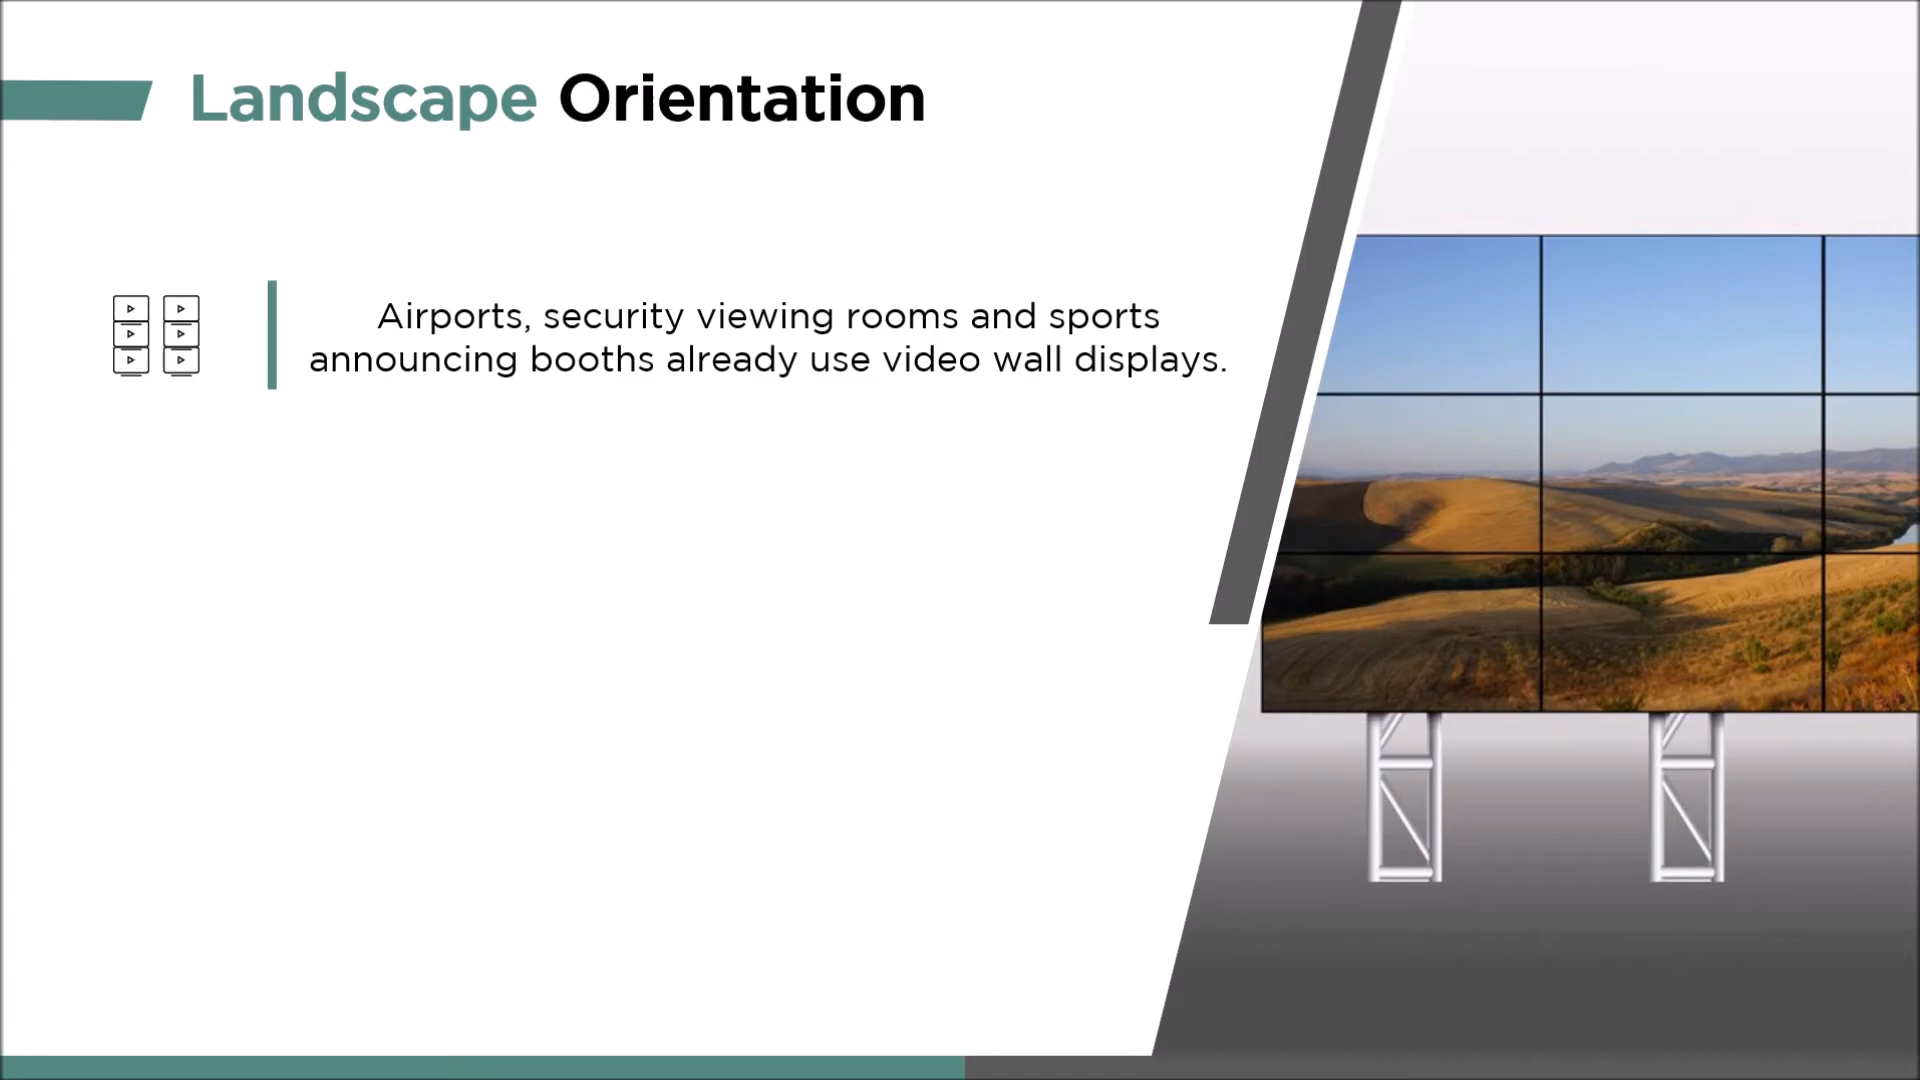 Landscape Orientation
Airports, security viewing rooms and sports
announcing booths already use video wall displays.